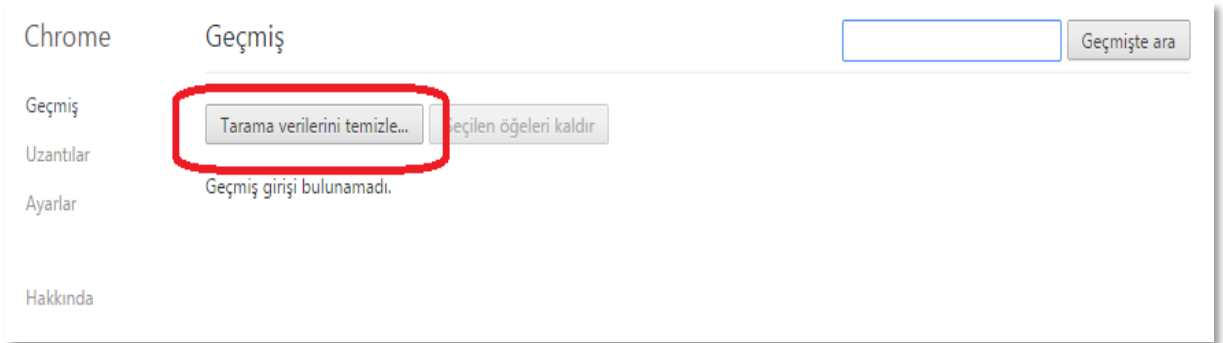 Chrome
Geçmiş
Geçmişte ara
Geçmiş
Uzantılar
Ayarlar
Hakkında
Tarama verilerini temizle...
Seçilen öğeleri kaldır
Geçmiş girişi bulunamadı.